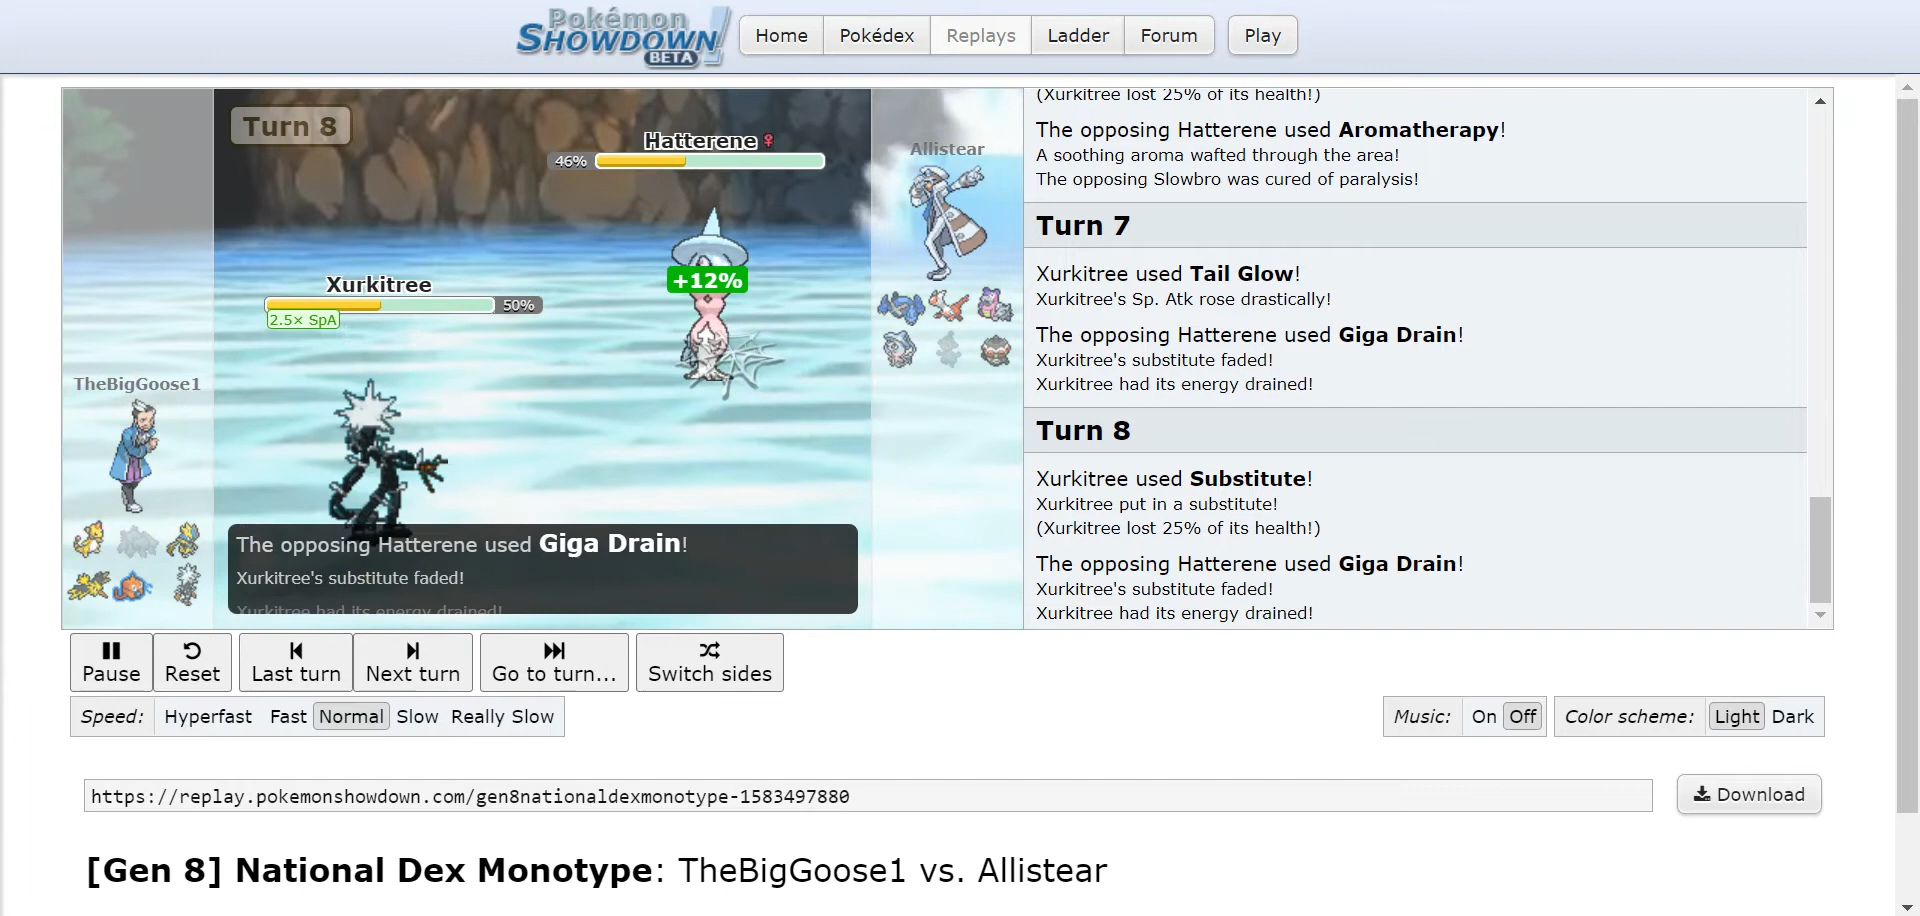 Pokémon
SHOWDOWN!
BETA
Home
Pokédex
Replays
Ladder
Forum
Play
Turn 8
Hatterene
46%
+12%
Xurkitree
50%
2.5× SpA
TheBigGoose1
Allistear
The opposing Hatterene used Giga Drain!
Xurkitree's substitute faded!
Xurkitree had its energy drained!
(Xurkitree lost 25% of its health!)
The opposing Hatterene used Aromatherapy!
A soothing aroma wafted through the area!
The opposing Slowbro was cured of paralysis!
Turn 7
Xurkitree used Tail Glow!
Xurkitree's Sp. Atk rose drastically!
The opposing Hatterene used Giga Drain!
Xurkitree's substitute faded!
Xurkitree had its energy drained!
Turn 8
Xurkitree used Substitute!
Xurkitree put in a substitute!
(Xurkitree lost 25% of its health!)
The opposing Hatterene used Giga Drain!
Xurkitree's substitute faded!
Xurkitree had its energy drained!
Pause
Reset
Last turn
Next turn
Go to turn...
Switch sides
Speed: Hyperfast Fast Normal Slow Really Slow
Music: On Off
Color scheme: Light Dark
https://replay.pokemonshowdown.com/gen8nationaldexmonotype-1583497880
Download
[Gen 8] National Dex Monotype: TheBigGoose1 vs. Allistear